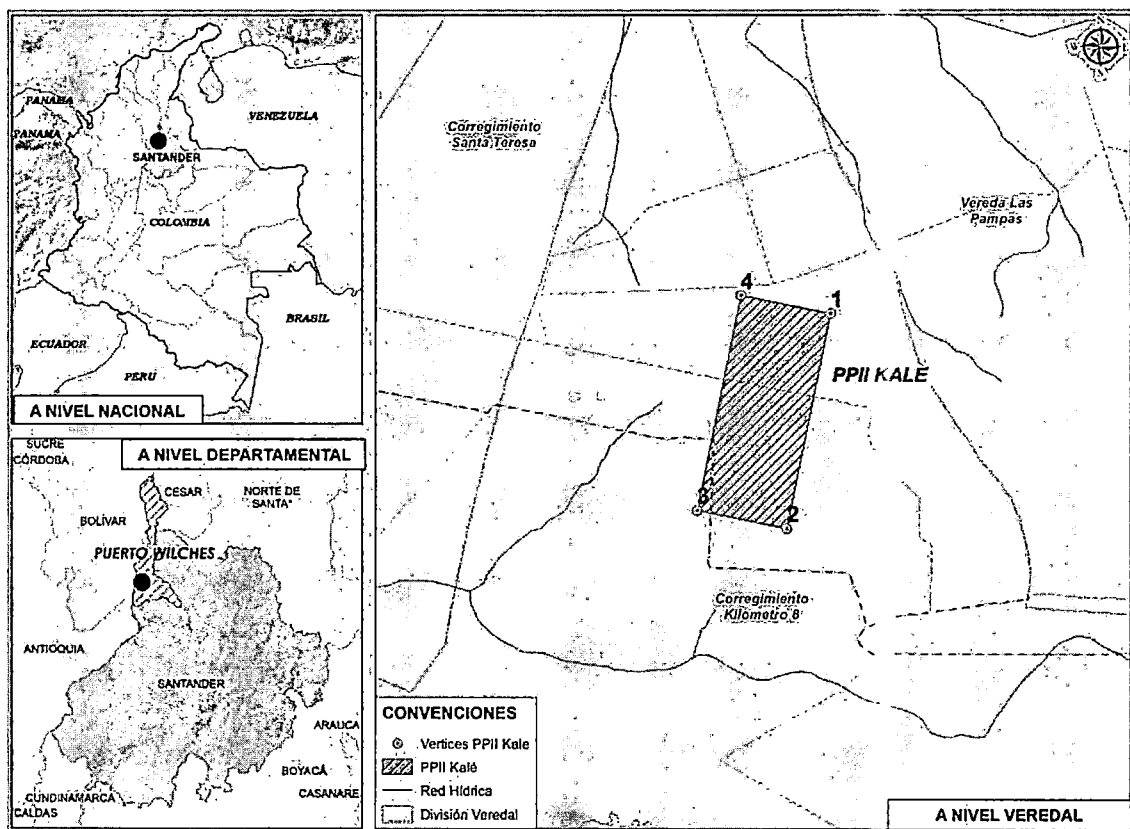 PANAMA
PANAMA
VENEZUELA
SANTANDER
COLOMBIA
BRASIL
ECUADOR
PERU
A NIVEL NACIONAL
SUCRE
CÓRDOBA
A NIVEL DEPARTAMENTAL
CESAR
NORTE DE
SANTA
BOLÍVAR
PUERTO WILCHES
ANTIOQUIA
SANTANDER
ARAUCA
BOYACÁ
CASANARE
CUNDINAMARCA
CALDAS
Corregimiento
Santa Teresa
Vereda Las
Pampas
4
1
PPII KALE
3
2
Corregimiento
Kilometro 8
CONVENCIONES
Vertices PPII Kale
PPII Kalé
Red Hídrica
División Veredal
A NIVEL VEREDAL